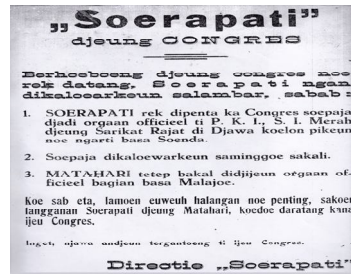 „Soerapati”
djeung CONGRES
Berhoeboeng djeung congres noe
rek datang, Soerapati ngan
dikaloearkeun salambar, sabab:
1. SOERAPATI rek dipenta ka Congres soepaja
djadi orgaan officieel ti P. K. I., S. I. Merah
djeung Sarikat Rajat di Djawa koelon pikeun
noe ngarti basa Soenda.
2. Soepaja dikaloewarkeun saminggoe sakali.
3. MATAHARI tetep bakal didjijeun orgaan of-
ficieel bagian basa Malajoe.
Koe sab eta, lamoen euweuh halangan noe penting, sakoe
tangganan Soerapati djeung Matahari, koedoe daratang kana
ijeu Congres.
Inget, ajawa andjeun tergantoeng ti ijeu Congres.
Directie „Soerapati”